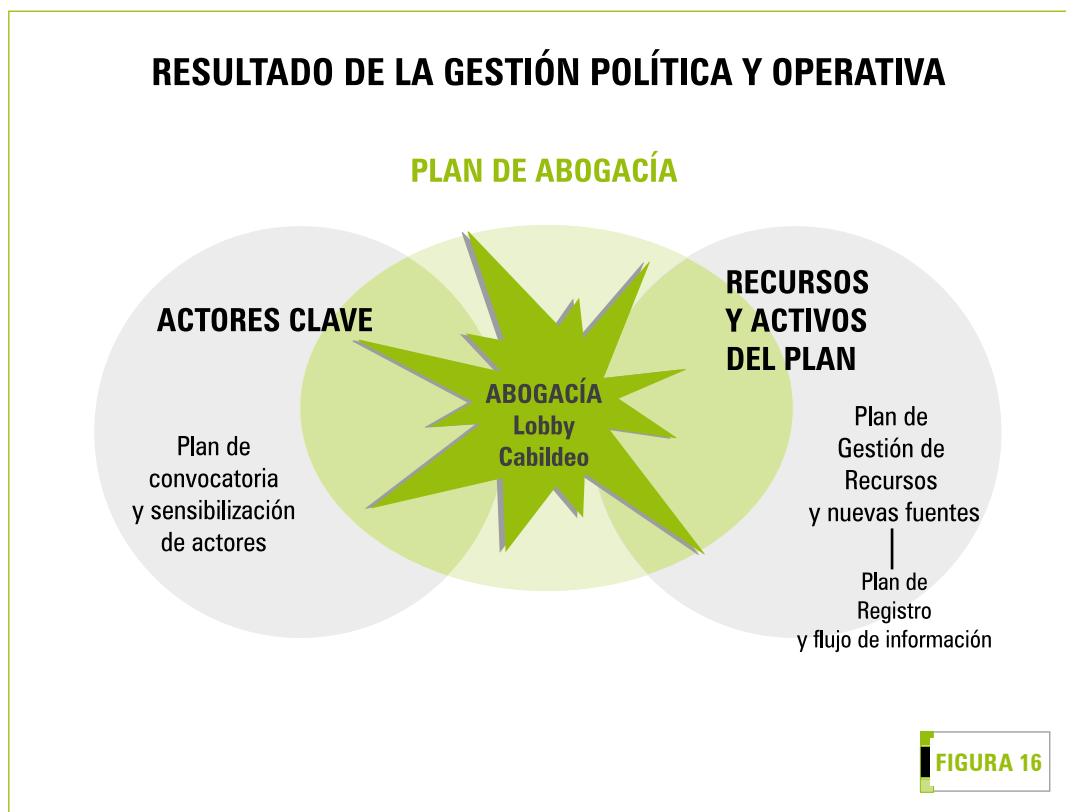 RESULTADO DE LA GESTIÓN POLÍTICA Y OPERATIVA
PLAN DE ABOGACÍA
ACTORES CLAVE
Plan de
convocatoria
y sensibilización
de actores
ABOGACÍA
Lobby
Cabildeo
RECURSOS
Y ACTIVOS
DEL PLAN
Plan de
Gestión de
Recursos
y nuevas fuentes
Plan de
Registro
y flujo de información
FIGURA 16